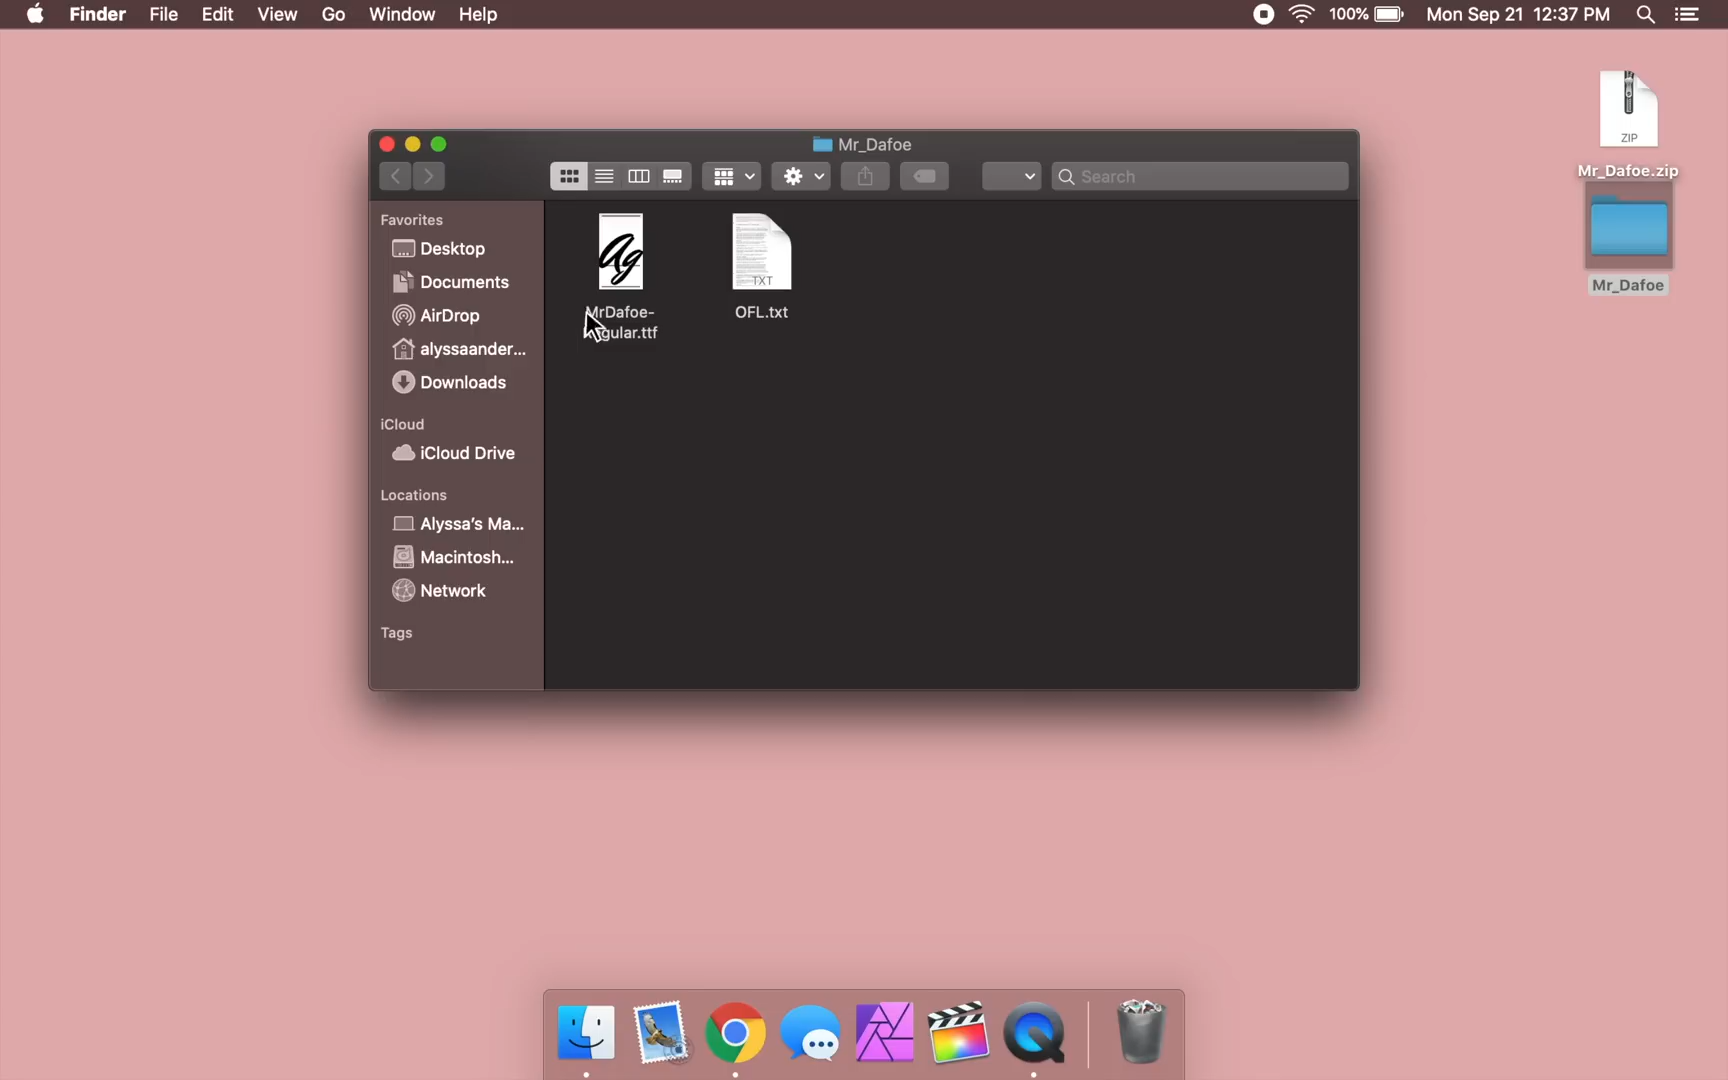 Finder File Edit View Go Window Help 100% Mon Sep 21 12:37 PM
ZIP
Mr_Dafoe.zip
Mr_Dafoe
Mr_Dafoe
Search
Favorites
Desktop
Documents
AirDrop
alyssaander...
Downloads
iCloud
iCloud Drive
Locations
Alyssa's Ma...
Macintosh...
Network
Tags
Ag
MrDafoe-
Regular.ttf
TXT
OFL.txt